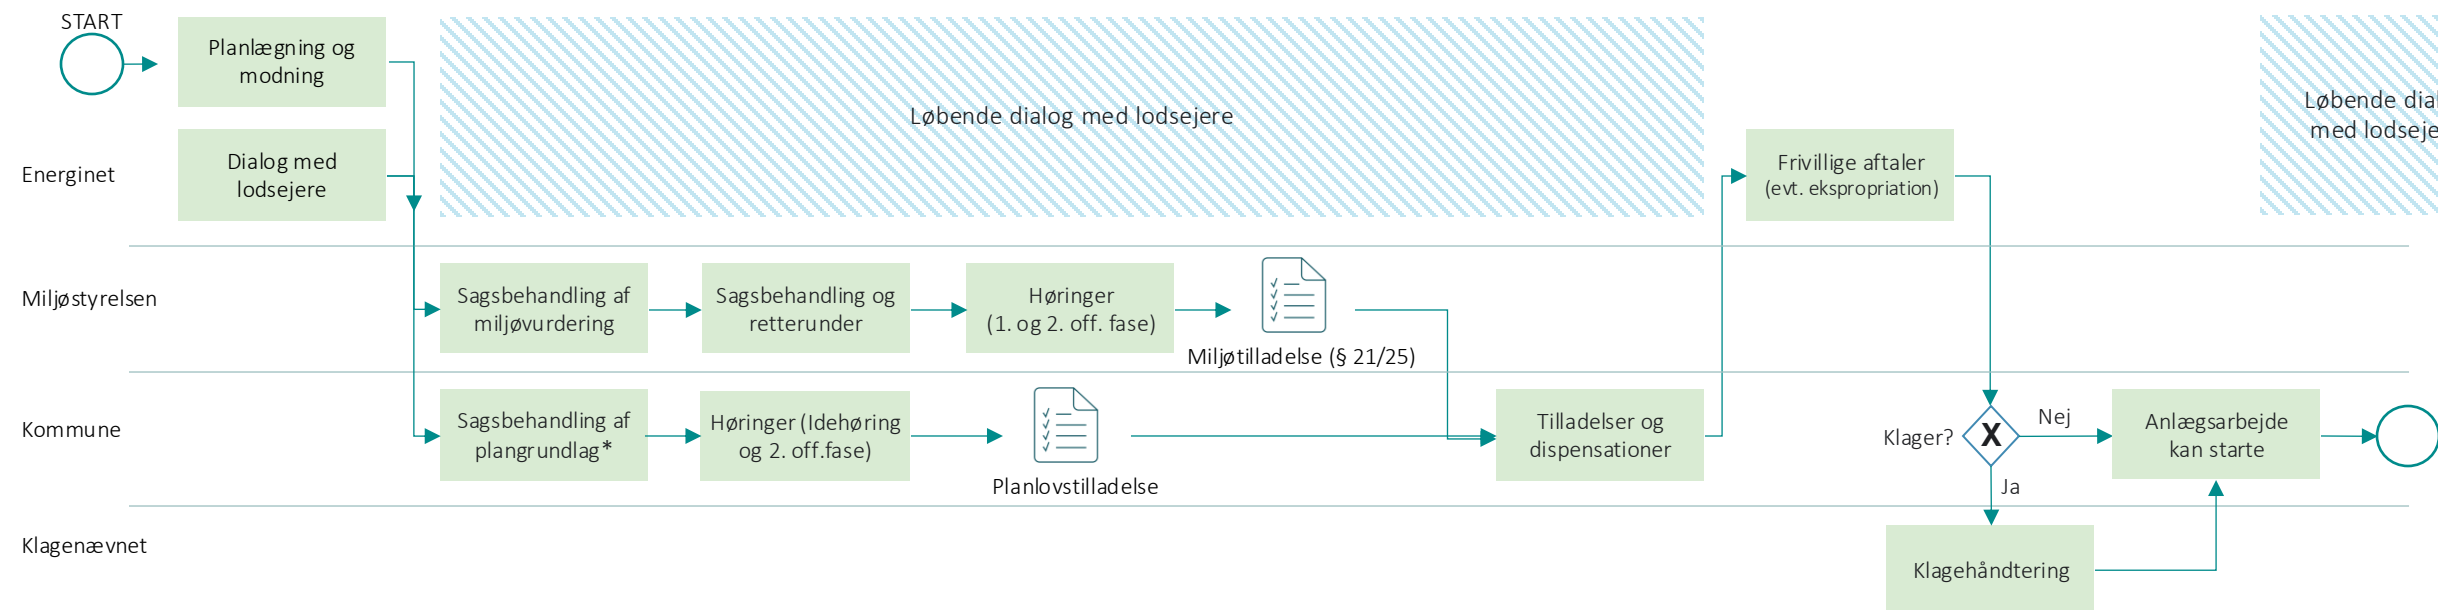 START
Planlægning og
modning
Løbende dialog med lodsejere
Løbende
med
Energinet
Dialog med
lodsejere
Frivillige aftaler
(evt. ekspropriation)
Miljøstyrelsen
Sagsbehandling af
miljøvurdering
Sagsbehandling og
retterunder
Høringer
(1. og 2. off. fase)
Miljøtilladelse (§ 21/25)
Kommune
Sagsbehandling af
plangrundlag*
Høringer (Idehøring
og 2. off.fase)
Planlovstilladelse
Tilladelser og
dispensationer
Klager?
X
Nej
Ja
Anlægsarbejde
kan starte
Klagenævnet
Klagehåndtering